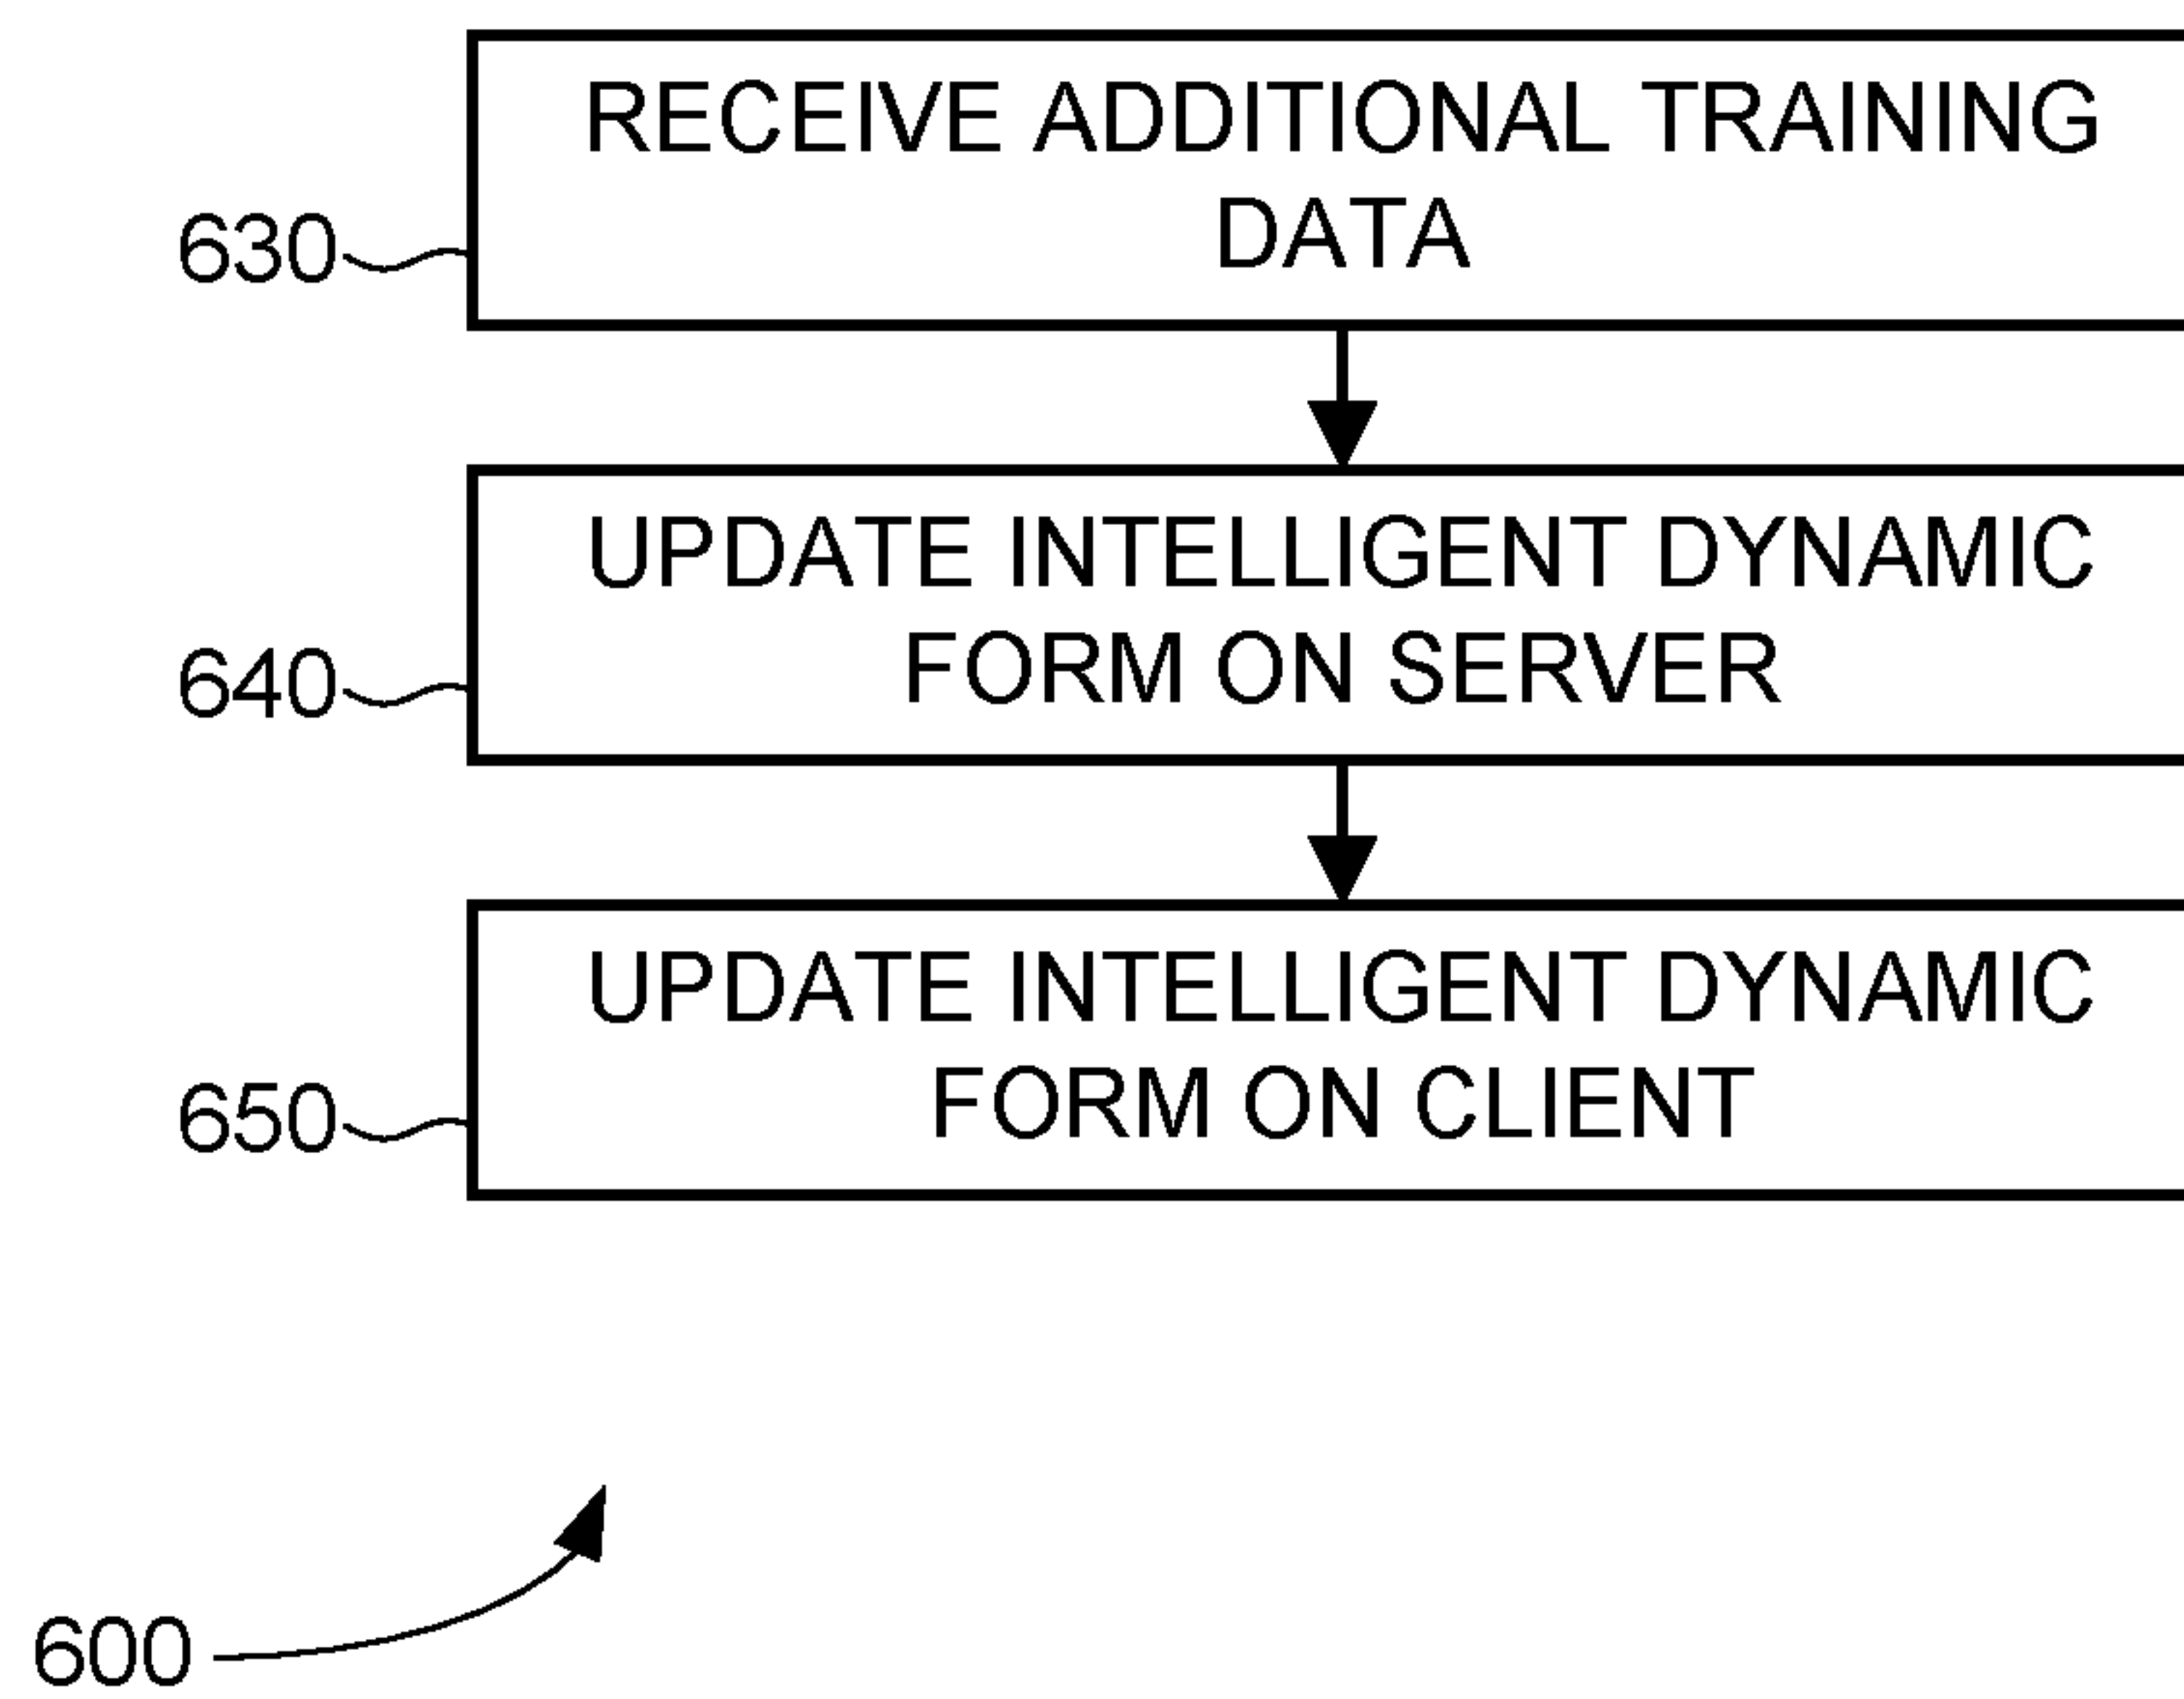 RECEIVE ADDITIONAL TRAINING
DATA
630
UPDATE INTELLIGENT DYNAMIC
FORM ON SERVER
640
UPDATE INTELLIGENT DYNAMIC
FORM ON CLIENT
650
600